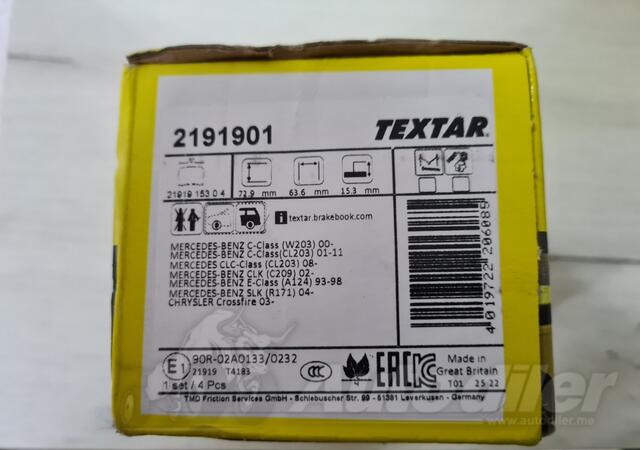 2191901
TEXTAR
21919 153 0 4
72.9 mm
63.6 mm
15.3 mm
i textar.brakebook.com
MERCEDES-BENZ C-Class (W203) 00-
MERCEDES-BENZ C-Class(CL203) 01-11
MERCEDES CLC-Class (CL203) 08-
MERCEDES-BENZ CLK (C209) 02-
MERCEDES-BENZ E-Class (A124) 93-98
MERCEDES-BENZ SLK (R171) 04-
CHRYSLER Crossfire 03-
4 019722 206085
E1 90R-02A0133/0232
21919 T4183
1 set / 4 Pcs
CCC
EAC
Made in
Great Britain
T01 25 22
TMD Friction Services GmbH - Schlebuscher Str. 99 - 51381 Leverkusen - Germany
Autodiler
© Autodiler.me